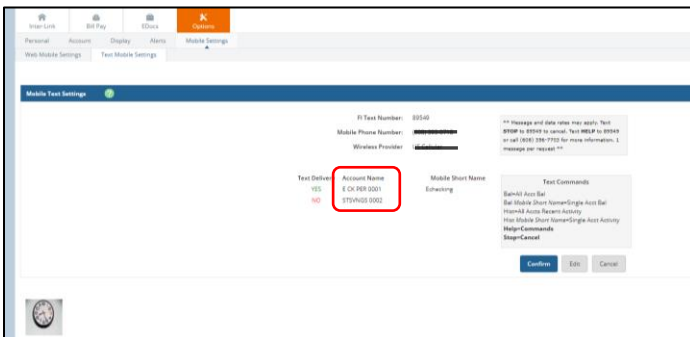 Inter Link Bill Pay EDocs Options
Personal Account Display Alerts Mobile Settings
Web Mobile Settings Text Mobile Settings
Mobile Text Settings
FI Text Number: 89549
Mobile Phone Number:
Wireless Provider
** Message and data rates may apply. Text
STOP to 89549 to cancel. Text HELP to 89549
or call (608) 356-7703 for more information. 1
message per request **
Text Deliver Account Name Mobile Short Name
YES E CK PER 0001 Echecking
NO STSVNGS 0002
Text Commands
Bal=All Acct Bal
Bal Mobile Short Name=Single Acct Bal
Hist=All Accts Recent Activity
Hist Mobile Short Name=Single Acct Activity
Help=Commands
Stop=Cancel
Confirm Edit Cancel